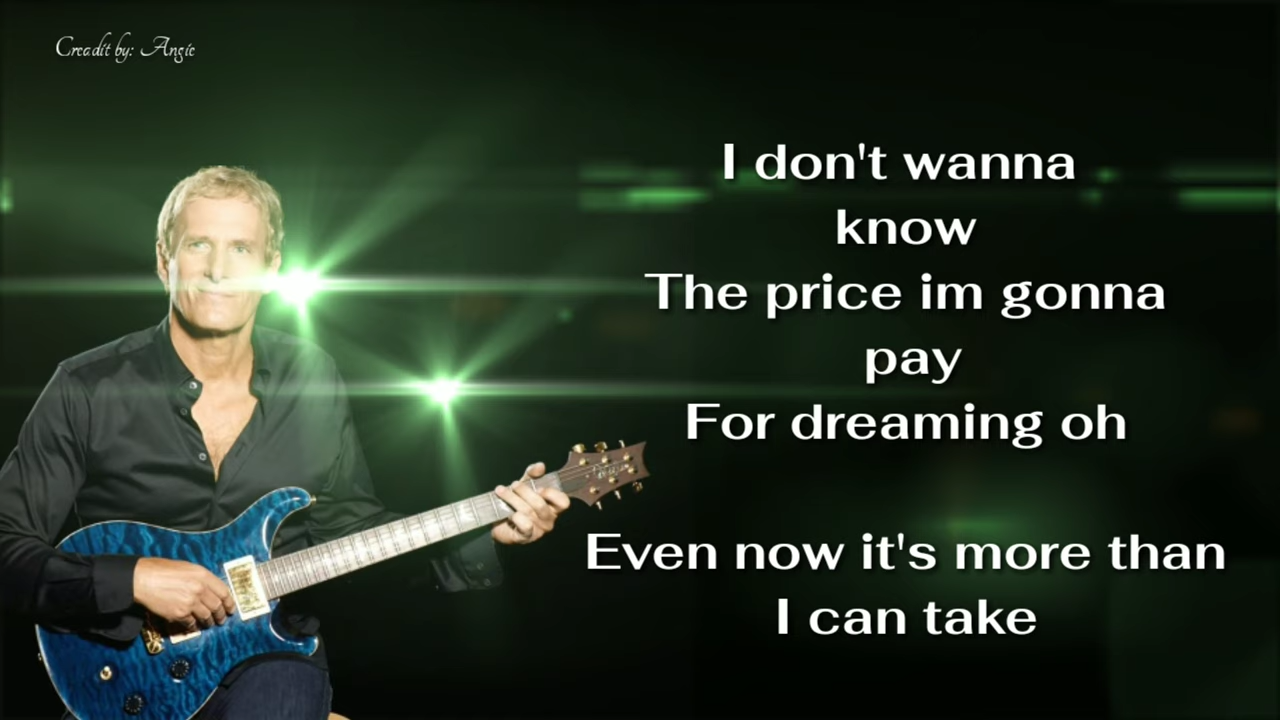 Creadit by: Angie
I don't wanna
know
The price im gonna
pay
For dreaming oh
Even now it's more than
I can take